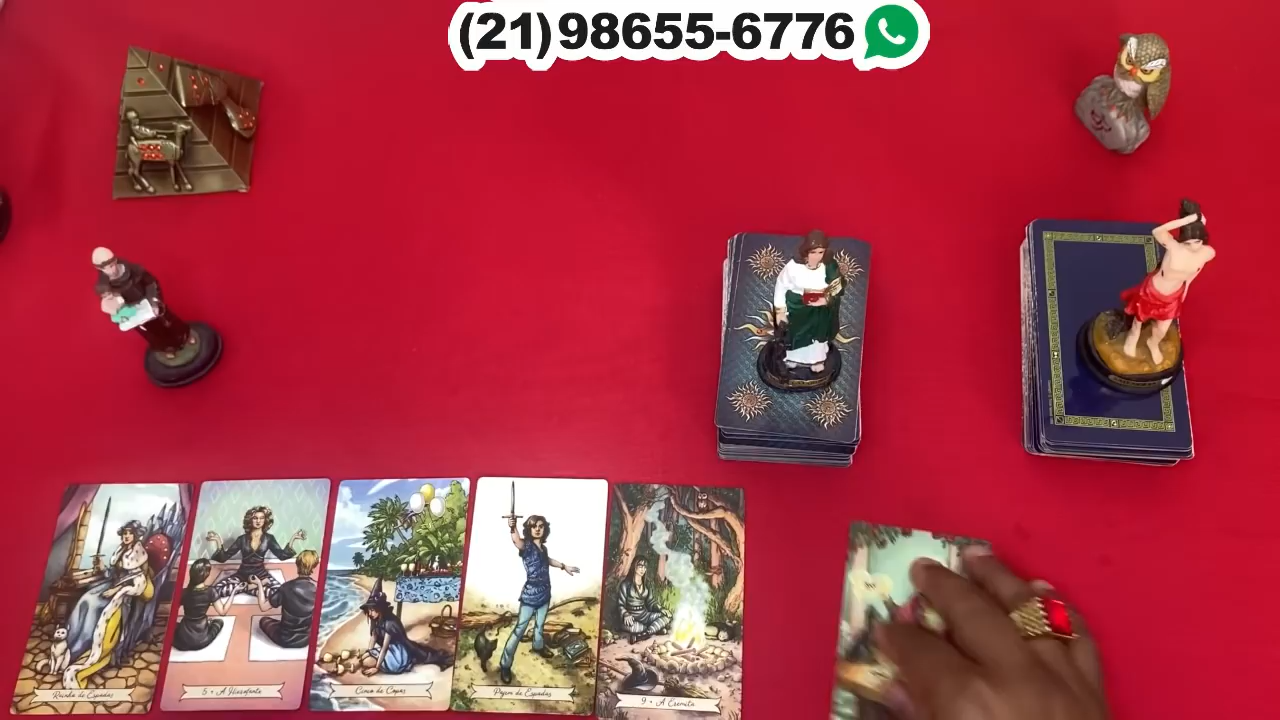 (21)98655-6776
Rainha de Espadas
5 • A Hierofante
Cinco de Copas
Pajem de Espadas
9 • A Eremita